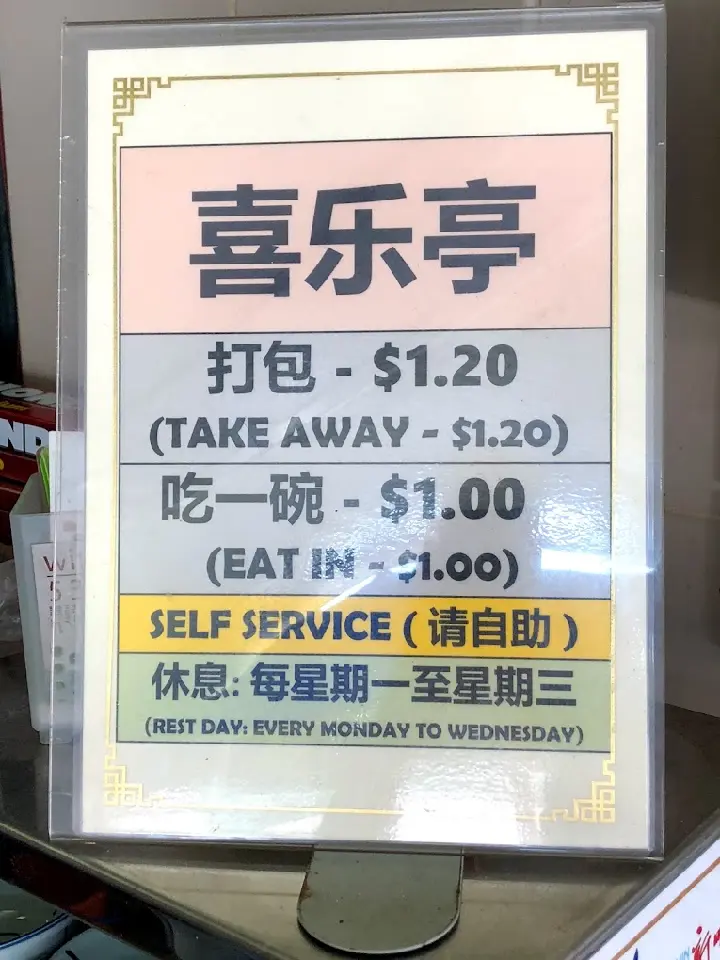 喜乐亭
打包 - $1.20
(TAKE AWAY - $1.20)
吃一碗 - $1.00
(EAT IN - $1.00)
SELF SERVICE ( 请自助 )
休息: 每星期一至星期三
(REST DAY: EVERY MONDAY TO WEDNESDAY)